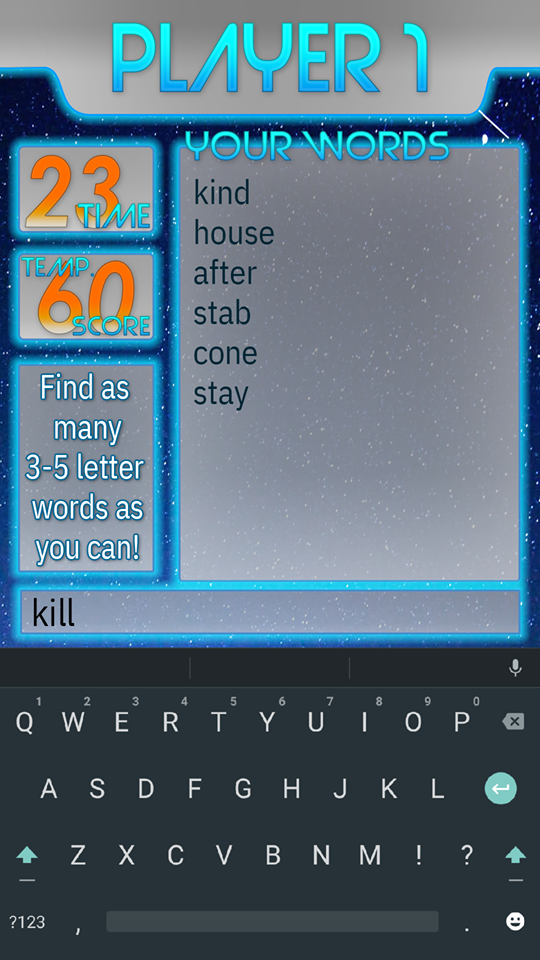 PLAYER 1
YOUR WORDS
23
TIME
TEMP.
60
SCORE
Find as
many
3-5 letter
words as
you can!
kind
house
after
stab
cone
stay
kill
1 2 3 4 5 6 7 8 9 0
Q W E R T Y U I O P
A S D F G H J K L
Z X C V B N M ! ?
?123 , .